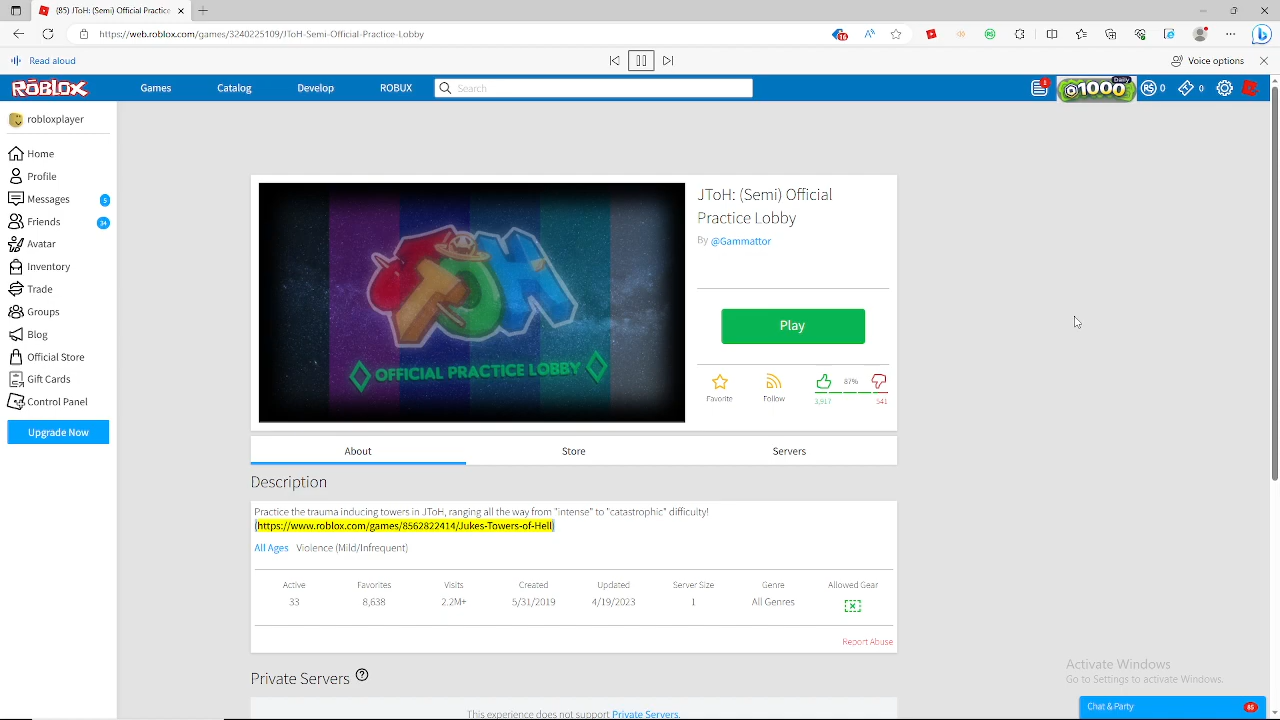 (85) JToH: (Semi) Official Practice
https://web.roblox.com/games/3240225109/JToH-Semi-Official-Practice-Lobby
Read aloud
Voice options
ROBLOX
Games
Catalog
Develop
ROBUX
Search
1000
Daily
0
0
robloxplayer
Home
Profile
Messages 5
Friends 34
Avatar
Inventory
Trade
Groups
Blog
Official Store
Gift Cards
Control Panel
Upgrade Now
JToH
OFFICIAL PRACTICE LOBBY
JToH: (Semi) Official
Practice Lobby
By @Gammattor
Play
Favorite
Follow
87%
3,917
541
About
Store
Servers
Description
Practice the trauma inducing towers in JToH, ranging all the way from "intense" to "catastrophic" difficulty!
(https://www.roblox.com/games/8562822414/Jukes-Towers-of-Hell)
All Ages Violence (Mild/Infrequent)
Active Favorites Visits Created Updated Server Size Genre Allowed Gear
33 8,638 2.2M+ 5/31/2019 4/19/2023 1 All Genres
Report Abuse
Private Servers
This experience does not support Private Servers.
Activate Windows
Go to Settings to activate Windows.
Chat & Party 85